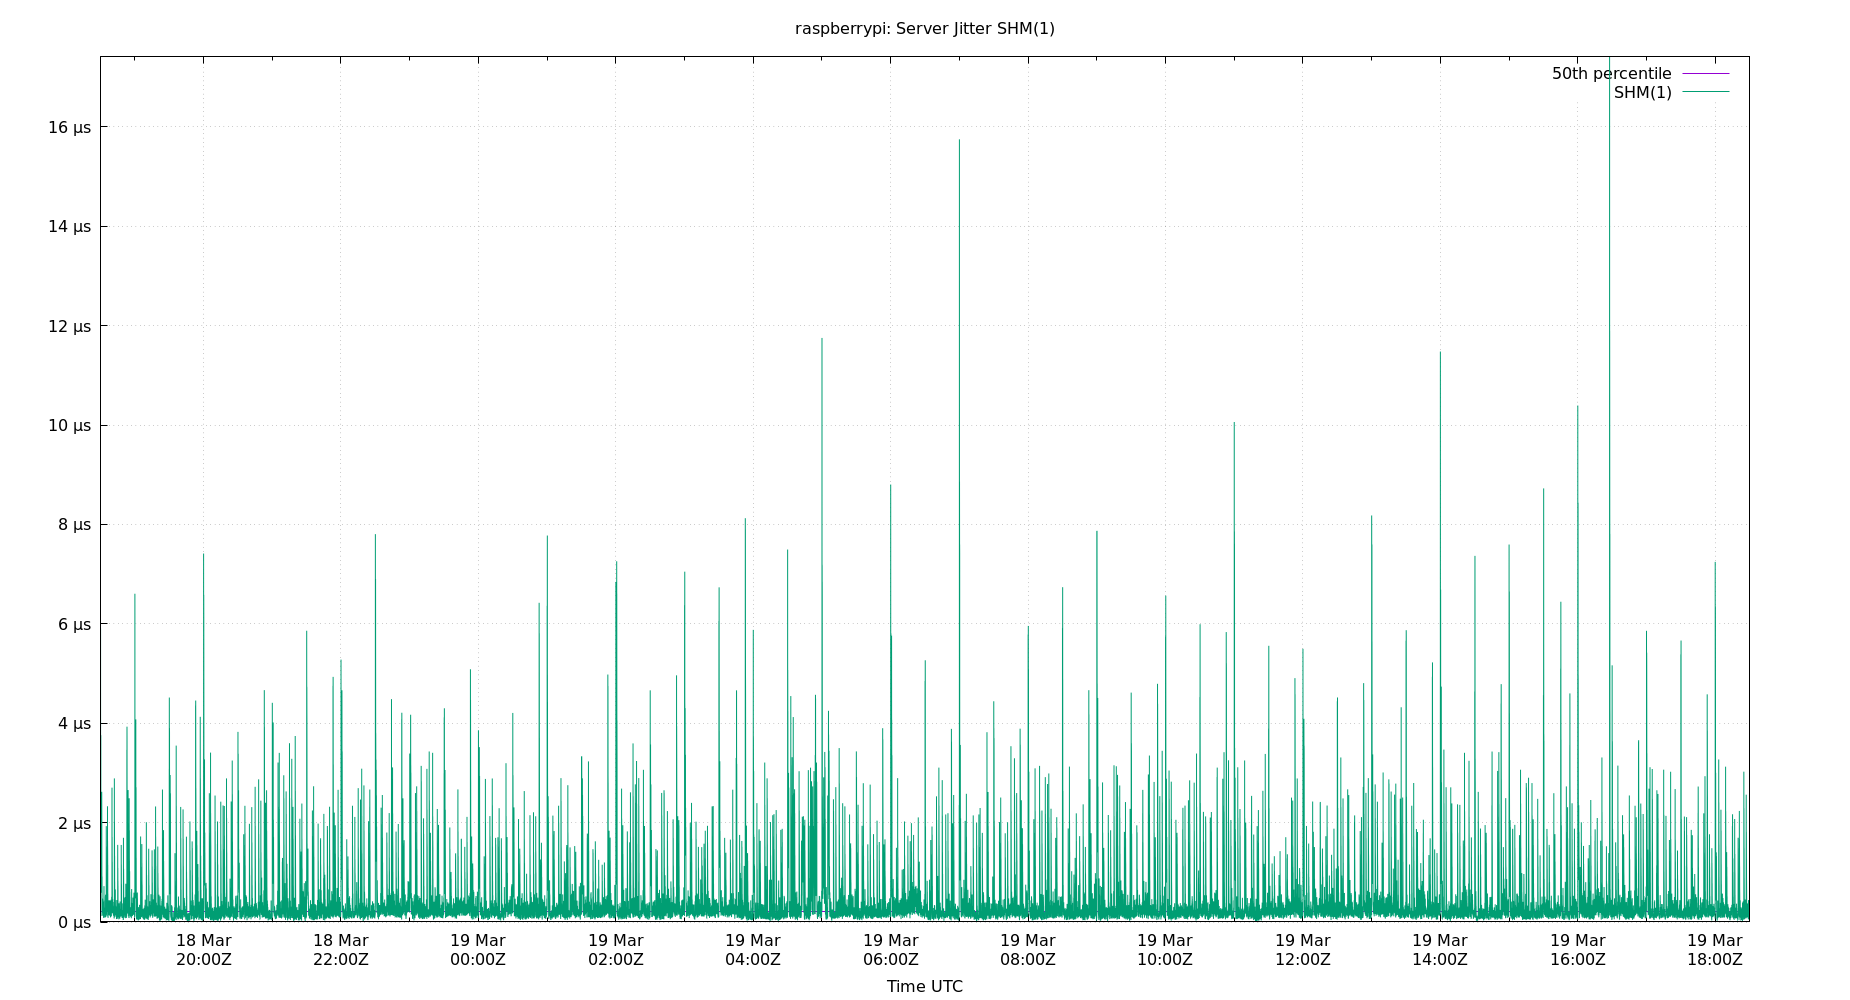 raspberrypi: Server Jitter SHM(1)
50th percentile
SHM(1)
16 µs
14 µs
12 µs
10 µs
8 µs
6 µs
4 µs
2 µs
0 µs
18 Mar 18 Mar 19 Mar 19 Mar 19 Mar 19 Mar 19 Mar 19 Mar 19 Mar 19 Mar 19 Mar 19 Mar
20:00Z 22:00Z 00:00Z 02:00Z 04:00Z 06:00Z 08:00Z 10:00Z 12:00Z 14:00Z 16:00Z 18:00Z
Time UTC